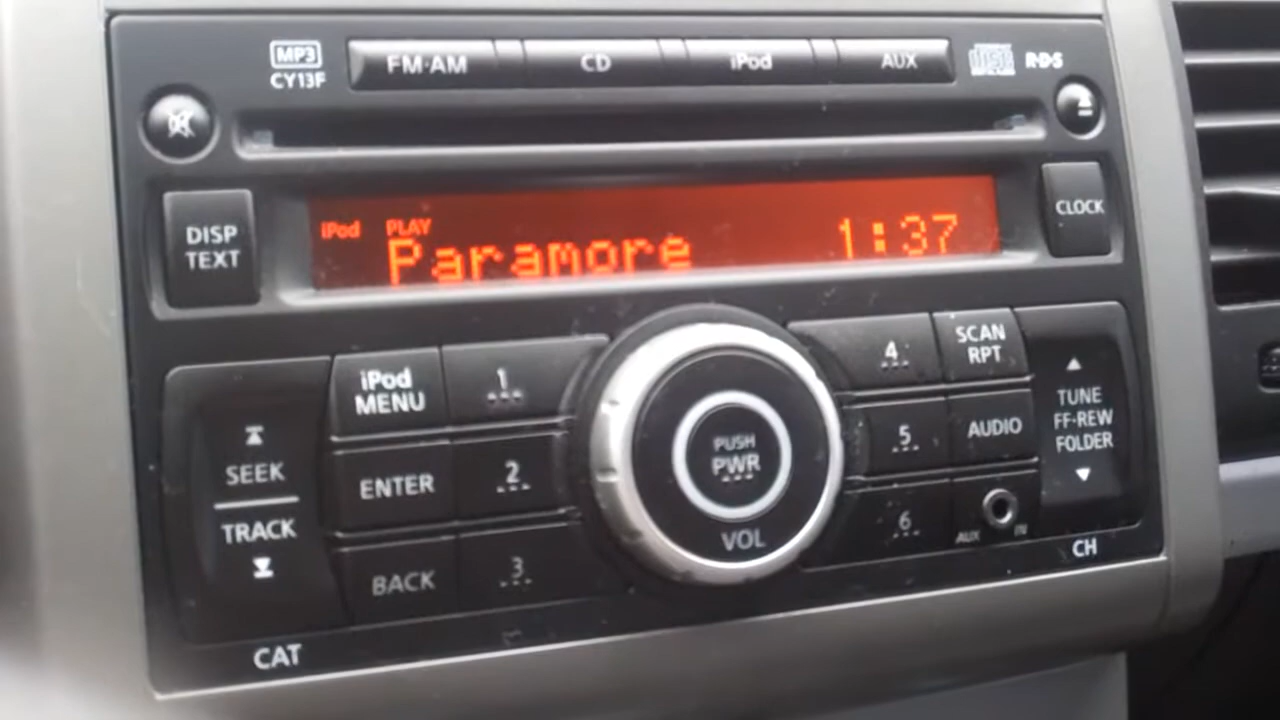 MP3
CY13F
FM·AM
CD
iPod
AUX
DISC
R·D·S
DISP
TEXT
iPod PLAY
Paramore 1:37
CLOCK
iPod
MENU
1
4
SCAN
RPT
SEEK
TRACK
ENTER
2
PUSH
PWR
VOL
5
AUDIO
TUNE
FF·REW
FOLDER
BACK
3
6
AUX IN
CH
CAT